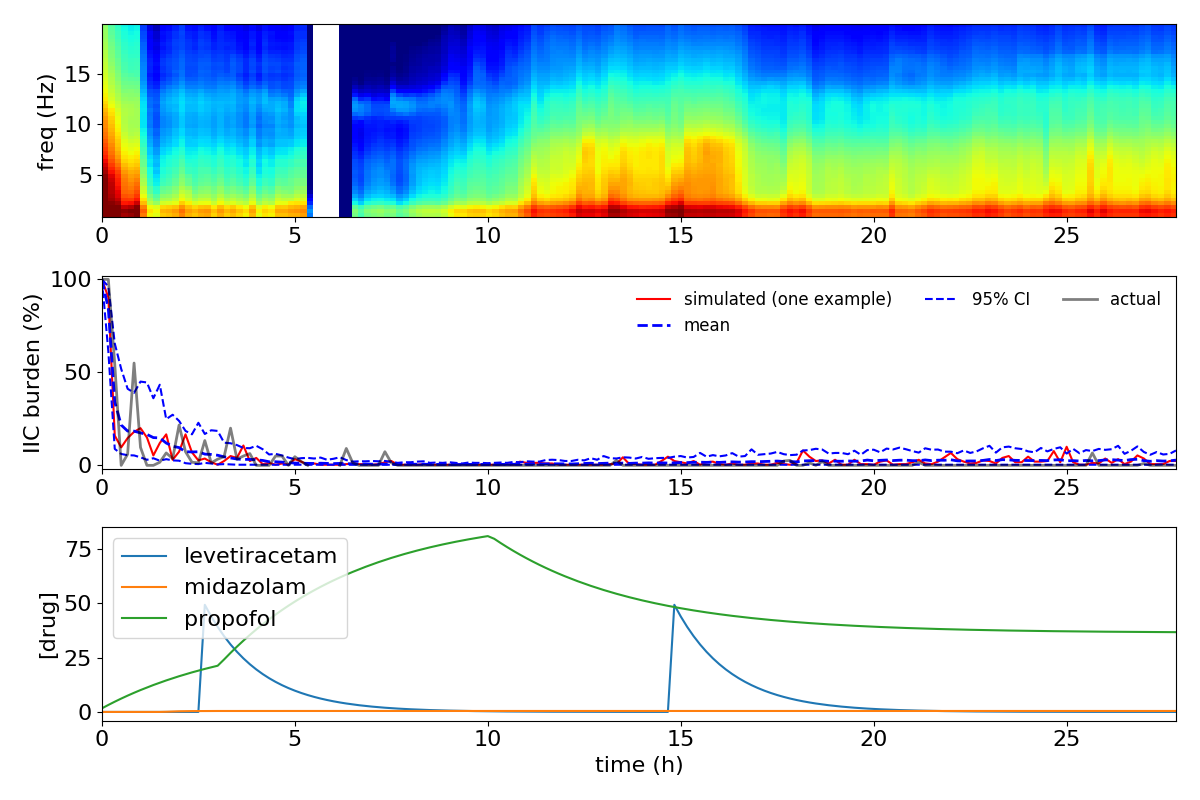 freq (Hz)
15
10
5
0 5 10 15 20 25
IIC burden (%)
100
50
0
simulated (one example) 95% CI actual
mean
0 5 10 15 20 25
[drug]
75
50
25
0
levetiracetam
midazolam
propofol
0 5 10 15 20 25
time (h)